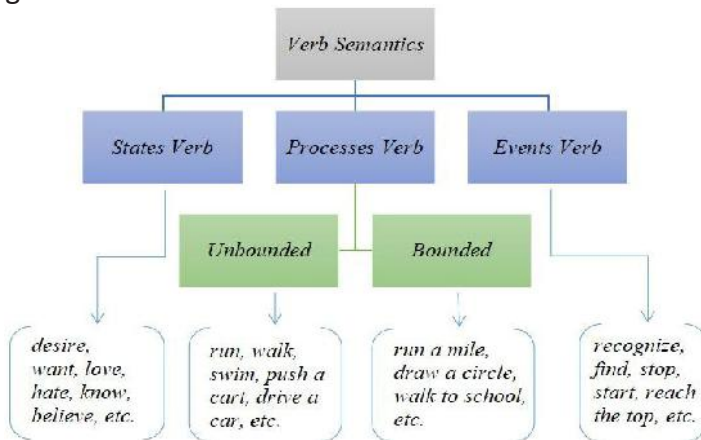 Verb Semantics
States Verb
Processes Verb
Events Verb
Unbounded
Bounded
desire,
want, love,
hate, know,
believe, etc.
run, walk,
swim, push a
cart, drive a
car, etc.
run a mile,
draw a circle,
walk to school,
etc.
recognize,
find, stop,
start, reach
the top, etc.